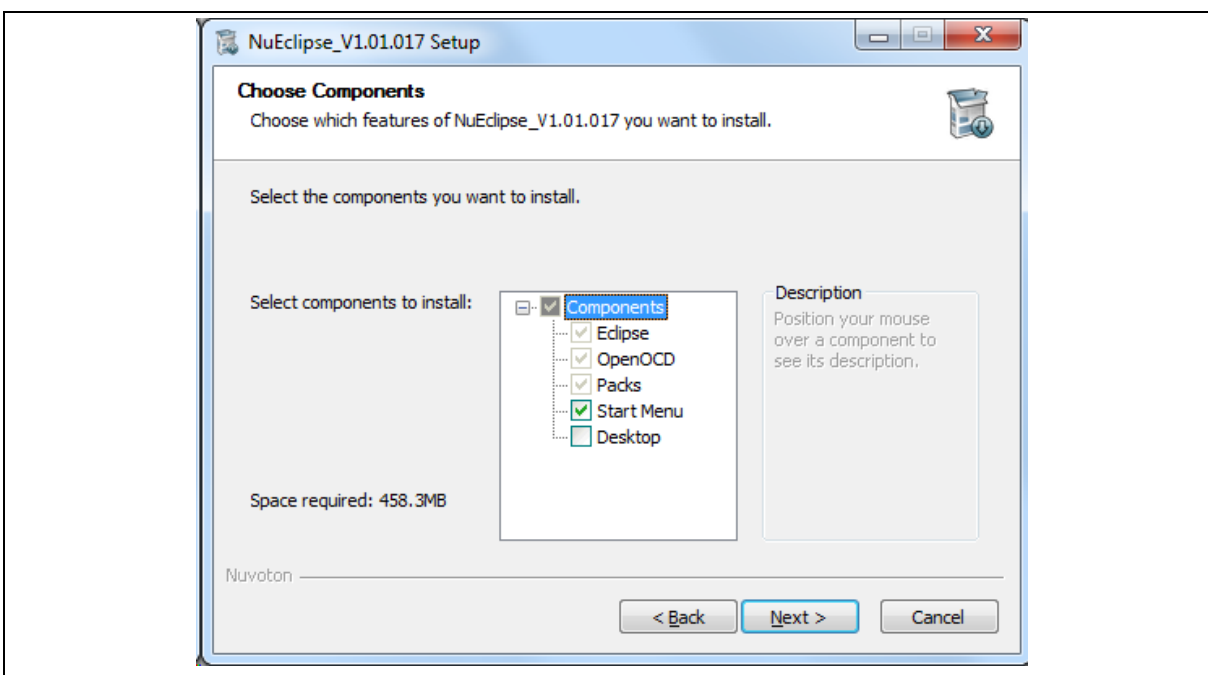 NuEclipse_V1.01.017 Setup
Choose Components
Choose which features of NuEclipse_V1.01.017 you want to install.
Select the components you want to install.
Select components to install:
Components
Eclipse
OpenOCD
Packs
Start Menu
Desktop
Description
Position your mouse
over a component to
see its description.
Space required: 458.3MB
Nuvoton
< Back
Next >
Cancel